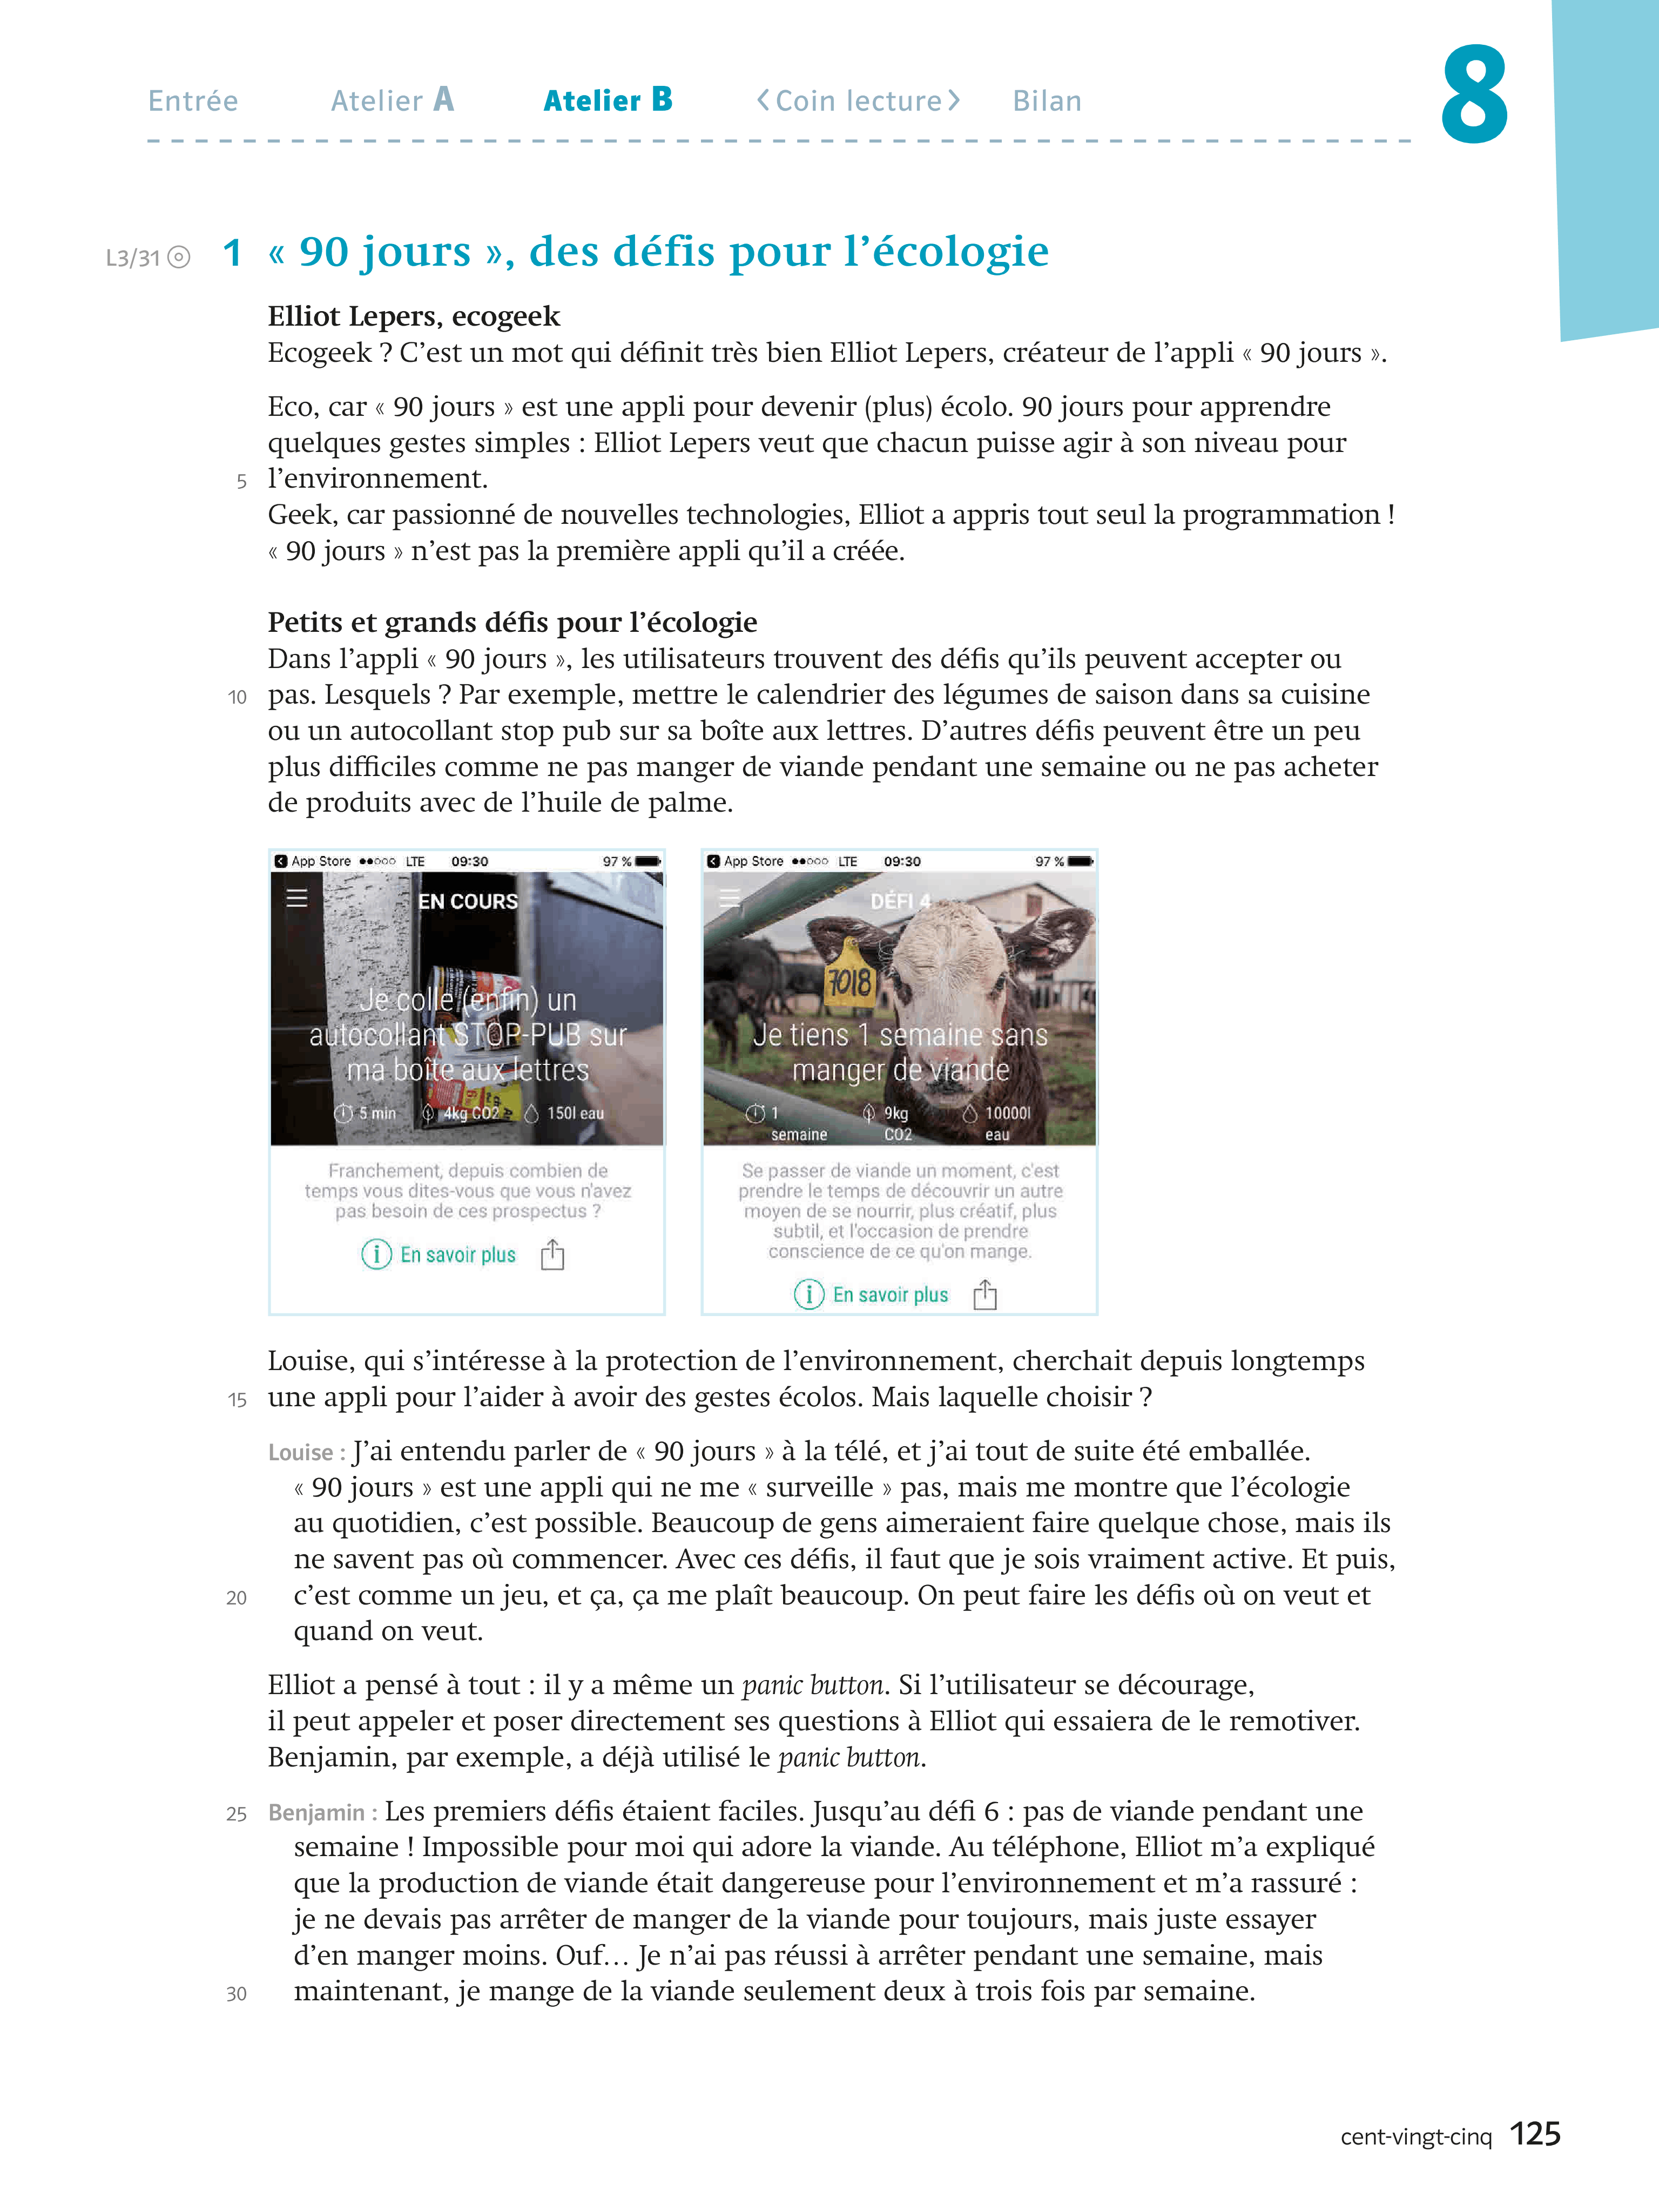 Entrée Atelier A Atelier B ‹ Coin lecture › Bilan 8
L3/31 1 « 90 jours », des défis pour l’écologie
Elliot Lepers, ecogeek
Ecogeek ? C’est un mot qui définit très bien Elliot Lepers, créateur de l’appli « 90 jours ».
Eco, car « 90 jours » est une appli pour devenir (plus) écolo. 90 jours pour apprendre
quelques gestes simples : Elliot Lepers veut que chacun puisse agir à son niveau pour
5 l’environnement.
Geek, car passionné de nouvelles technologies, Elliot a appris tout seul la programmation !
« 90 jours » n’est pas la première appli qu’il a créée.
Petits et grands défis pour l’écologie
Dans l’appli « 90 jours », les utilisateurs trouvent des défis qu’ils peuvent accepter ou
10 pas. Lesquels ? Par exemple, mettre le calendrier des légumes de saison dans sa cuisine
ou un autocollant stop pub sur sa boîte aux lettres. D’autres défis peuvent être un peu
plus difficiles comme ne pas manger de viande pendant une semaine ou ne pas acheter
de produits avec de l’huile de palme.
App Store LTE 09:30 97 %
EN COURS
Je colle (enfin) un
autocollant STOP-PUB sur
ma boîte aux lettres
5 min 4kg CO2 150l eau
Franchement, depuis combien de
temps vous dites-vous que vous n'avez
pas besoin de ces prospectus ?
En savoir plus
App Store LTE 09:30 97 %
DÉFI 4
7018
Je tiens 1 semaine sans
manger de viande
1 9kg 10000l
semaine CO2 eau
Se passer de viande un moment, c'est
prendre le temps de découvrir un autre
moyen de se nourrir, plus créatif, plus
subtil, et l'occasion de prendre
conscience de ce qu'on mange.
En savoir plus
Louise, qui s’intéresse à la protection de l’environnement, cherchait depuis longtemps
15 une appli pour l’aider à avoir des gestes écolos. Mais laquelle choisir ?
Louise : J’ai entendu parler de « 90 jours » à la télé, et j’ai tout de suite été emballée.
« 90 jours » est une appli qui ne me « surveille » pas, mais me montre que l’écologie
au quotidien, c’est possible. Beaucoup de gens aimeraient faire quelque chose, mais ils
ne savent pas où commencer. Avec ces défis, il faut que je sois vraiment active. Et puis,
20 c’est comme un jeu, et ça, ça me plaît beaucoup. On peut faire les défis où on veut et
quand on veut.
Elliot a pensé à tout : il y a même un panic button. Si l’utilisateur se décourage,
il peut appeler et poser directement ses questions à Elliot qui essaiera de le remotiver.
Benjamin, par exemple, a déjà utilisé le panic button.
25 Benjamin : Les premiers défis étaient faciles. Jusqu’au défi 6 : pas de viande pendant une
semaine ! Impossible pour moi qui adore la viande. Au téléphone, Elliot m’a expliqué
que la production de viande était dangereuse pour l’environnement et m’a rassuré :
je ne devais pas arrêter de manger de la viande pour toujours, mais juste essayer
d’en manger moins. Ouf… Je n’ai pas réussi à arrêter pendant une semaine, mais
30 maintenant, je mange de la viande seulement deux à trois fois par semaine.
cent-vingt-cinq 125